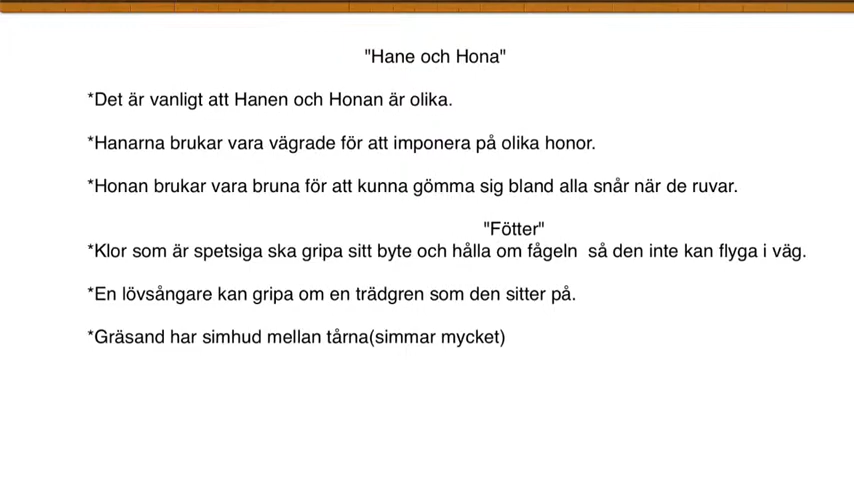 "Hane och Hona"
*Det är vanligt att Hanen och Honan är olika.
*Hanarna brukar vara vägrade för att imponera på olika honor.
*Honan brukar vara bruna för att kunna gömma sig bland alla snår när de ruvar.
"Fötter"
*Klor som är spetsiga ska gripa sitt byte och hålla om fågeln  så den inte kan flyga i väg.
*En lövsångare kan gripa om en trädgren som den sitter på.
*Gräsand har simhud mellan tårna(simmar mycket)